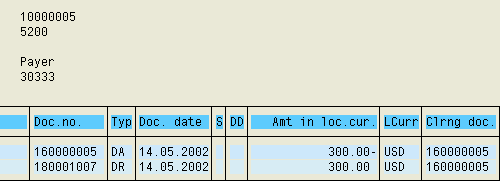 10000005
5200
Payer
30333
Doc.no. Typ Doc. date S DD Amt in loc.cur. LCurr Clrng doc.
160000005 DA 14.05.2002 300.00- USD 160000005
180001007 DR 14.05.2002 300.00 USD 160000005